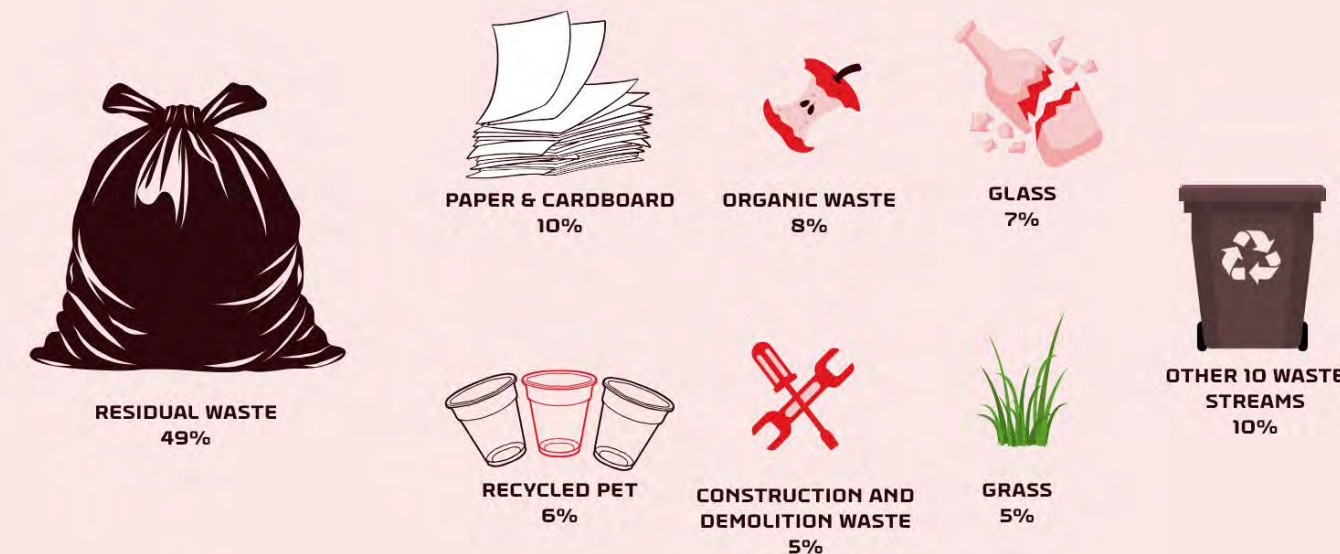 PAPER & CARDBOARD
10%
ORGANIC WASTE
8%
GLASS
7%
RESIDUAL WASTE
49%
OTHER 10 WASTE
STREAMS
10%
RECYCLED PET
6%
CONSTRUCTION AND
DEMOLITION WASTE
5%
GRASS
5%